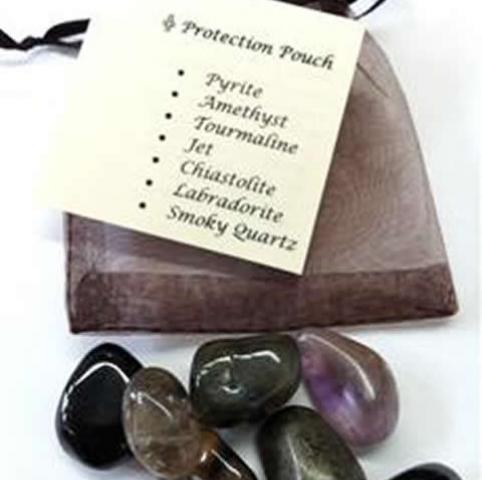 Protection Pouch
• Pyrite
• Amethyst
• Tourmaline
• Jet
• Chiastolite
• Labradorite
• Smoky Quartz